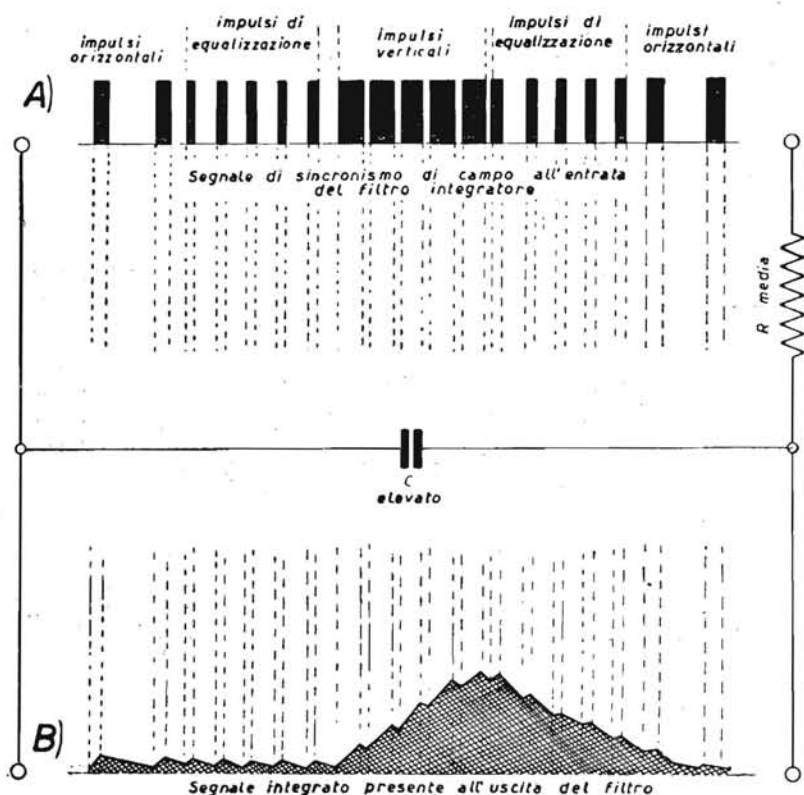 impulsi orizzontali
impulsi di equalizzazione
impulsi verticali
impulsi di equalizzazione
impulsi orizzontali
A)
Segnale di sincronismo di campo all'entrata
del filtro integratore
R media
C
elevato
B)
Segnale integrato presente all'uscita del filtro